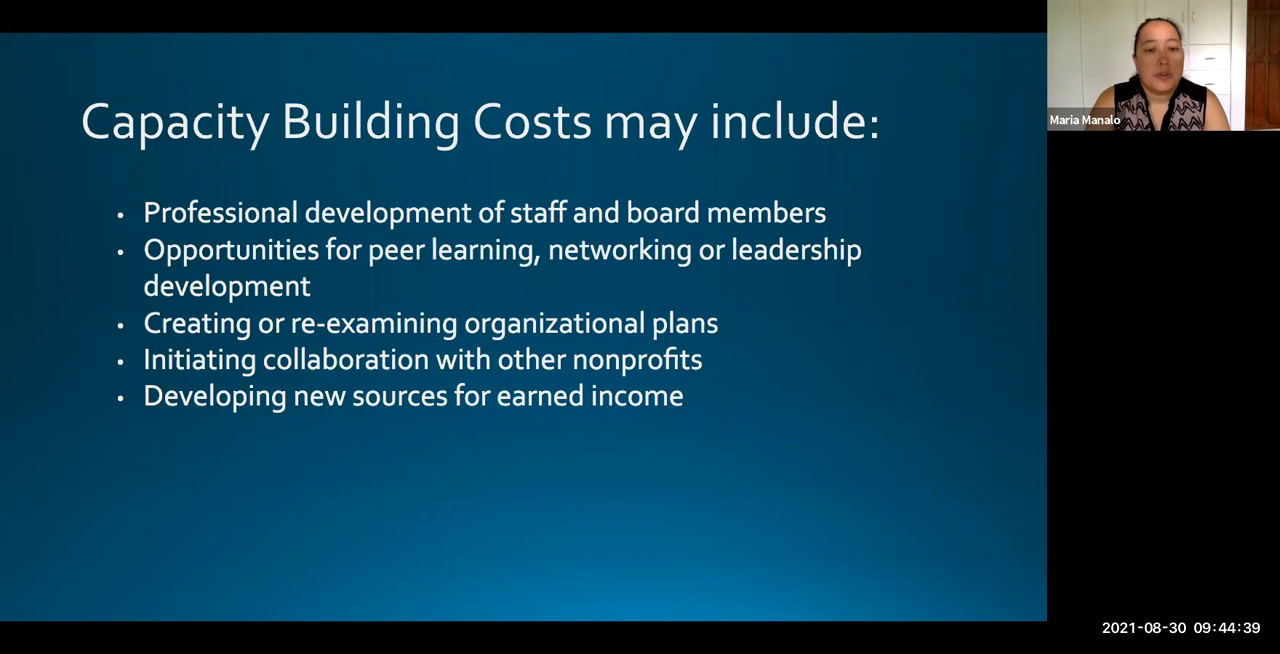 Capacity Building Costs may include:
• Professional development of staff and board members
• Opportunities for peer learning, networking or leadership
development
• Creating or re-examining organizational plans
• Initiating collaboration with other nonprofits
• Developing new sources for earned income
Maria Manalo
2021-08-30 09:44:39